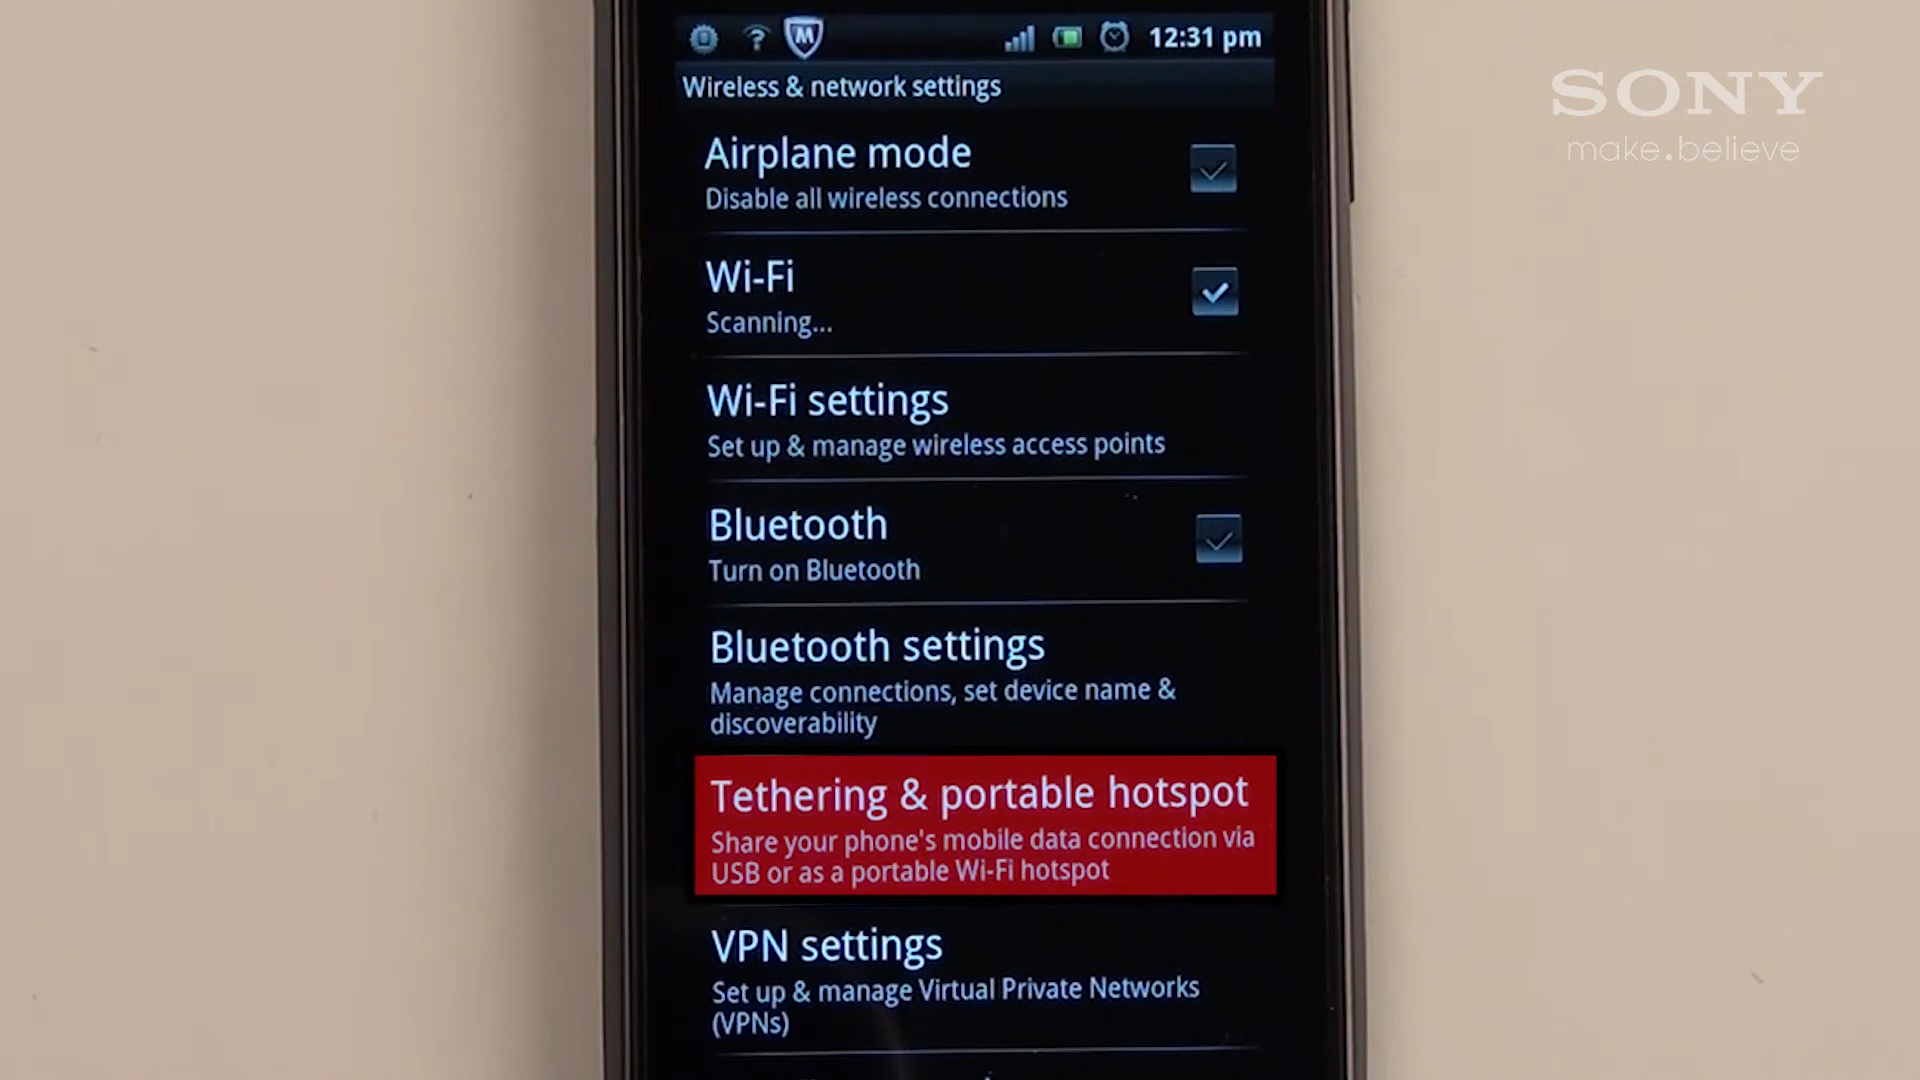 12:31 pm
Wireless & network settings
SONY
make.believe
Airplane mode
Disable all wireless connections
Wi-Fi
Scanning...
Wi-Fi settings
Set up & manage wireless access points
Bluetooth
Turn on Bluetooth
Bluetooth settings
Manage connections, set device name &
discoverability
Tethering & portable hotspot
Share your phone's mobile data connection via
USB or as a portable Wi-Fi hotspot
VPN settings
Set up & manage Virtual Private Networks
(VPNs)